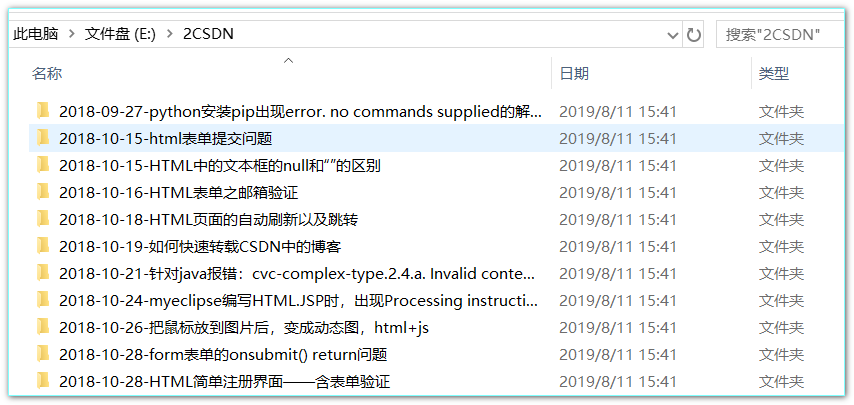 此电脑 > 文件盘 (E:) > 2CSDN 搜索"2CSDN"
名称 日期 类型
2018-09-27-python安装pip出现error. no commands supplied的解... 2019/8/11 15:41 文件夹
2018-10-15-html表单提交问题 2019/8/11 15:41 文件夹
2018-10-15-HTML中的文本框的null和“”的区别 2019/8/11 15:41 文件夹
2018-10-16-HTML表单之邮箱验证 2019/8/11 15:41 文件夹
2018-10-18-HTML页面的自动刷新以及跳转 2019/8/11 15:41 文件夹
2018-10-19-如何快速转载CSDN中的博客 2019/8/11 15:41 文件夹
2018-10-21-针对java报错：cvc-complex-type.2.4.a. Invalid conte... 2019/8/11 15:41 文件夹
2018-10-24-myeclipse编写HTML.JSP时，出现Processing instructi... 2019/8/11 15:41 文件夹
2018-10-26-把鼠标放到图片后，变成动态图，html+js 2019/8/11 15:41 文件夹
2018-10-28-form表单的onsubmit() return问题 2019/8/11 15:41 文件夹
2018-10-28-HTML简单注册界面——含表单验证 2019/8/11 15:41 文件夹